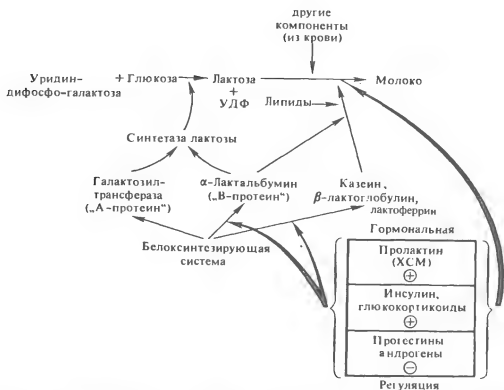 другие
компоненты
(из крови)
Уридин-
дифосфо-галактоза
+ Глюкоза
Лактоза
+
УДФ
Молоко
Липиды
Синтетаза лактозы
Галактозил-
трансфераза
(„А-протеин“)
α-Лактальбумин
(„В-протеин“)
Казеин,
β-лактоглобулин,
лактоферрин
Белоксинтезирующая
система
Гормональная
Пролактин
(ХСМ)
⊕
Инсулин,
глюкокортикоиды
⊕
Прогестины
андрогены
⊖
Регуляция